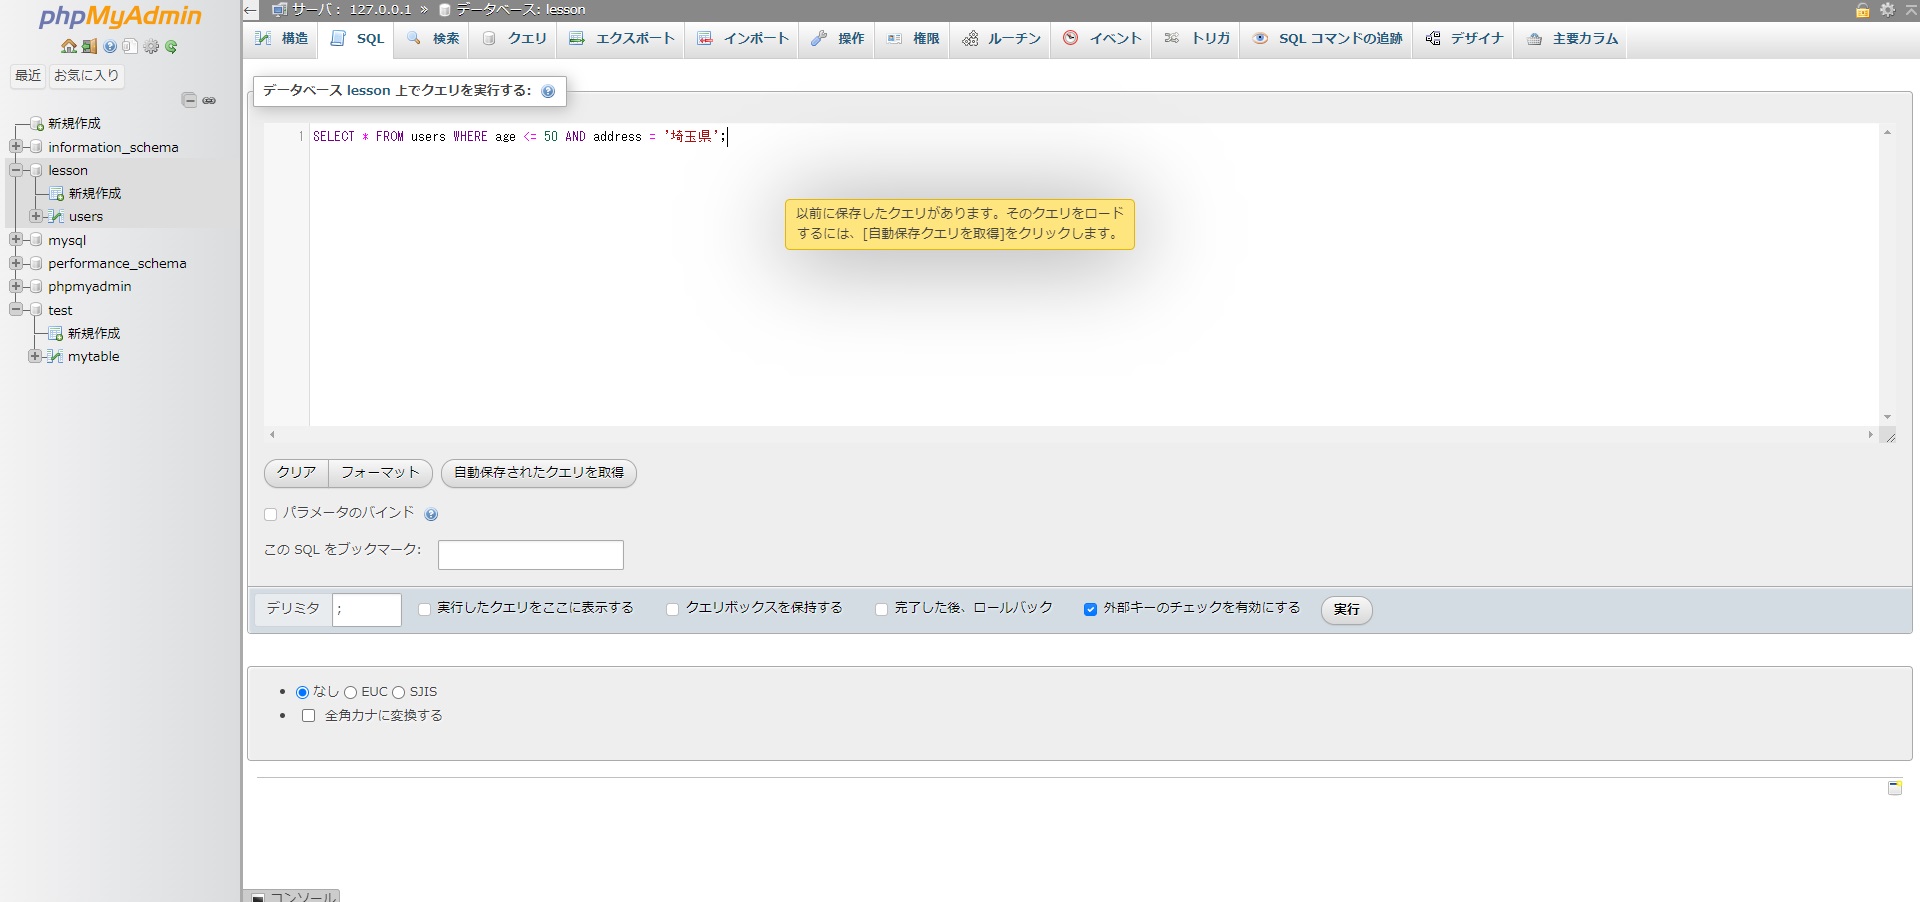 phpMyAdmin
最近 お気に入り
新規作成
information_schema
lesson
新規作成
users
mysql
performance_schema
phpmyadmin
test
新規作成
mytable
サーバ： 127.0.0.1 » データベース: lesson
構造 SQL 検索 クエリ エクスポート インポート 操作 権限 ルーチン イベント トリガ SQL コマンドの追跡 デザイナ 主要カラム
データベース lesson 上でクエリを実行する:
1 SELECT * FROM users WHERE age <= 50 AND address = '埼玉県';
以前に保存したクエリがあります。そのクエリをロード
するには、[自動保存クエリを取得]をクリックします。
クリア フォーマット 自動保存されたクエリを取得
パラメータのバインド
この SQL をブックマーク:
デリミタ ; 実行したクエリをここに表示する クエリボックスを保持する 完了した後、ロールバック 外部キーのチェックを有効にする 実行
なし EUC SJIS
全角カナに変換する
コンソール